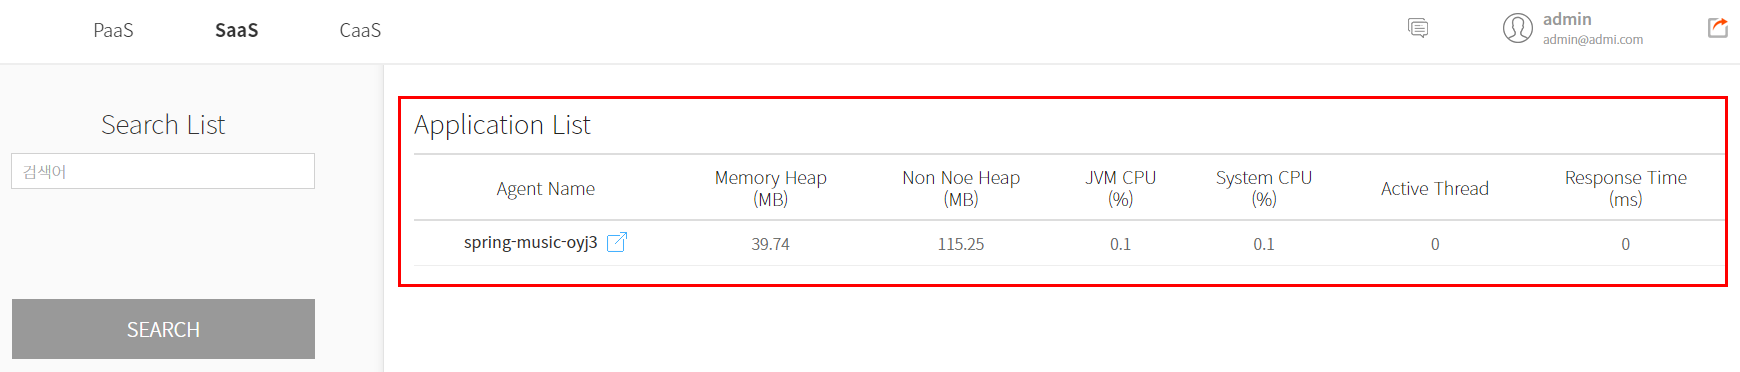 PaaS SaaS CaaS
admin
admin@admi.com
Search List
검색어
SEARCH
Application List
Agent Name
Memory Heap
(MB)
Non Noe Heap
(MB)
JVM CPU
(%)
System CPU
(%)
Active Thread
Response Time
(ms)
spring-music-oyj3 39.74 115.25 0.1 0.1 0 0